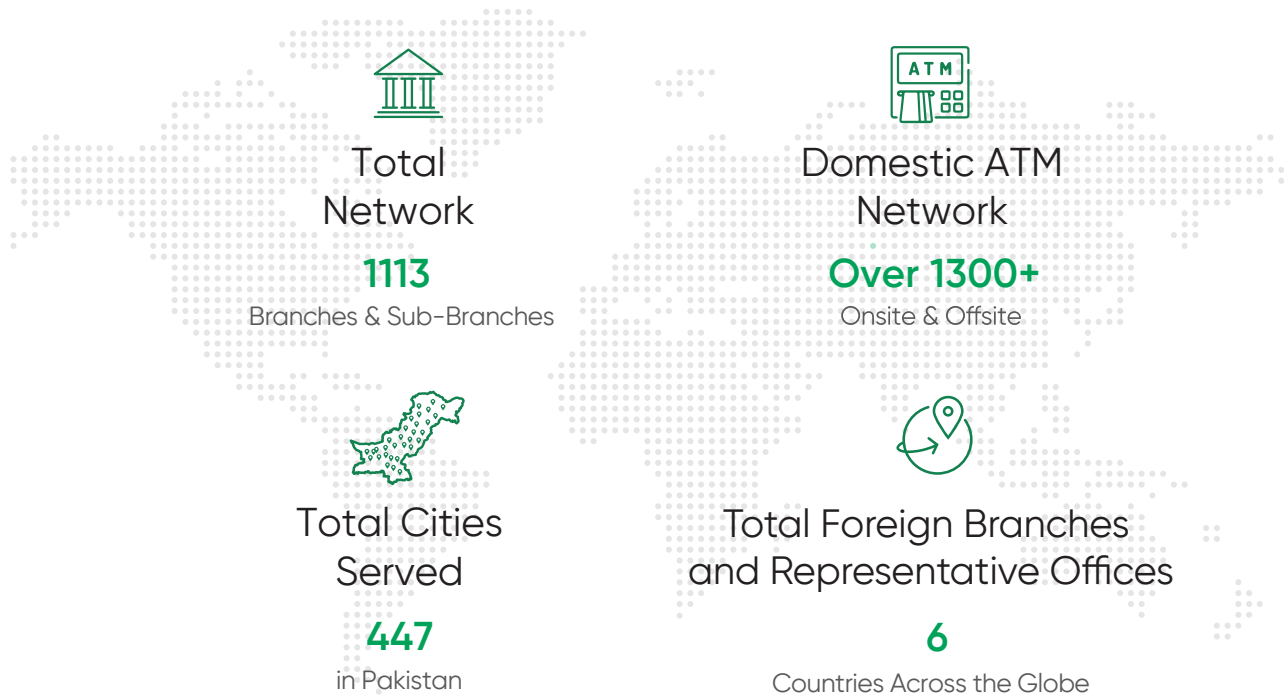 Total
Network
1113
Branches & Sub-Branches
ATM
Domestic ATM
Network
Over 1300+
Onsite & Offsite
Total Cities
Served
447
in Pakistan
Total Foreign Branches
and Representative Offices
6
Countries Across the Globe